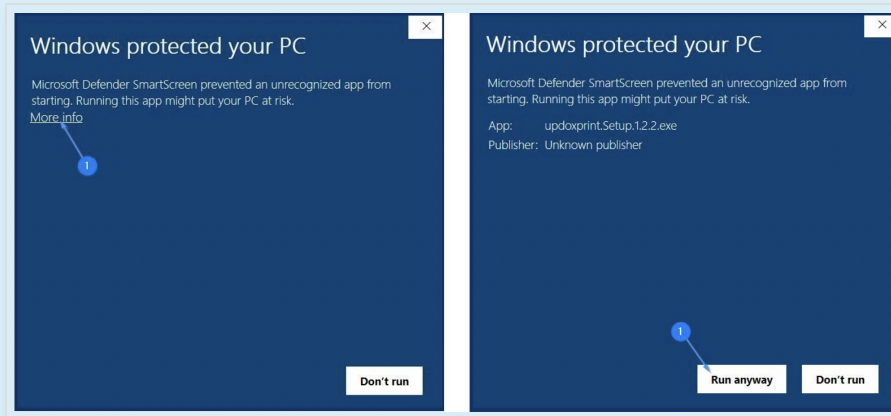 Windows protected your PC
Microsoft Defender SmartScreen prevented an unrecognized app from
starting. Running this app might put your PC at risk.
More info
1
Don't run
Windows protected your PC
Microsoft Defender SmartScreen prevented an unrecognized app from
starting. Running this app might put your PC at risk.
App: updoxprint.Setup.1.2.2.exe
Publisher: Unknown publisher
1
Run anyway Don't run